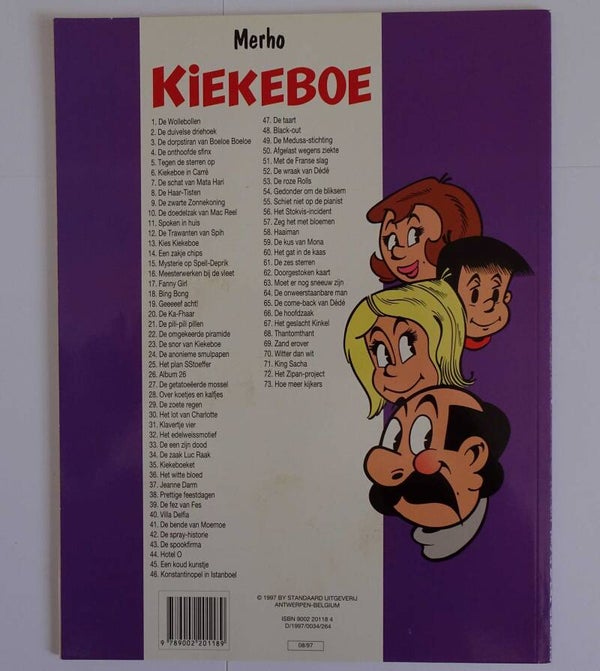 Merho
KiEKEBOE
1. De Wollebollen
2. De duivelse driehoek
3. De dorpstiran van Boeloe Boeloe
4. De onthoofde sfinx
5. Tegen de sterren op
6. Kiekeboe in Carré
7. De schat van Mata Hari
8. De Haar-Tisten
9. De zwarte Zonnekoning
10. De doedelzak van Mac Reel
11. Spoken in huis
12. De Trawanten van Spih
13. Kies Kiekeboe
14. Een zakje chips
15. Mysterie op Spell-Deprik
16. Meesterwerken bij de vleet
17. Fanny Girl
18. Bing Bong
19. Geeeeef acht!
20. De Ka-Fhaar
21. De pili-pili pillen
22. De omgekeerde piramide
23. De snor van Kiekeboe
24. De anonieme smulpapen
25. Het plan SStoeffer
26. Album 26
27. De getatoeëerde mossel
28. Over koetjes en kalfjes
29. De zoete regen
30. Het lot van Charlotte
31. Klavertje vier
32. Het edelweissmotief
33. De een zijn dood
34. De zaak Luc Raak
35. Kiekeboeket
36. Het witte bloed
37. Jeanne Darm
38. Prettige feestdagen
39. De fez van Fes
40. Villa Delfia
41. De bende van Moemoe
42. De spray-historie
43. De spookfirma
44. Hotel O
45. Een koud kunstje
46. Konstantinopel in Istanboel
47. De taart
48. Black-out
49. De Medusa-stichting
50. Afgelast wegens ziekte
51. Met de Franse slag
52. De wraak van Dédé
53. De roze Rolls
54. Gedonder om de bliksem
55. Schiet niet op de pianist
56. Het Stokvis-incident
57. Zeg het met bloemen
58. Haaiman
59. De kus van Mona
60. Het gat in de kaas
61. De zes sterren
62. Doorgestoken kaart
63. Moet er nog sneeuw zijn
64. De onweerstaanbare man
65. De come-back van Dédé
66. De hoofdzaak
67. Het geslacht Kinkel
68. Thantomthant
69. Zand erover
70. Witter dan wit
71. King Sacha
72. Het Zipan-project
73. Hoe meer kijkers
© 1997 BY STANDAARD UITGEVERIJ
ANTWERPEN-BELGIUM
ISBN 9002 20118 4
D/1997/0034/264
08/97
9 789002 201189